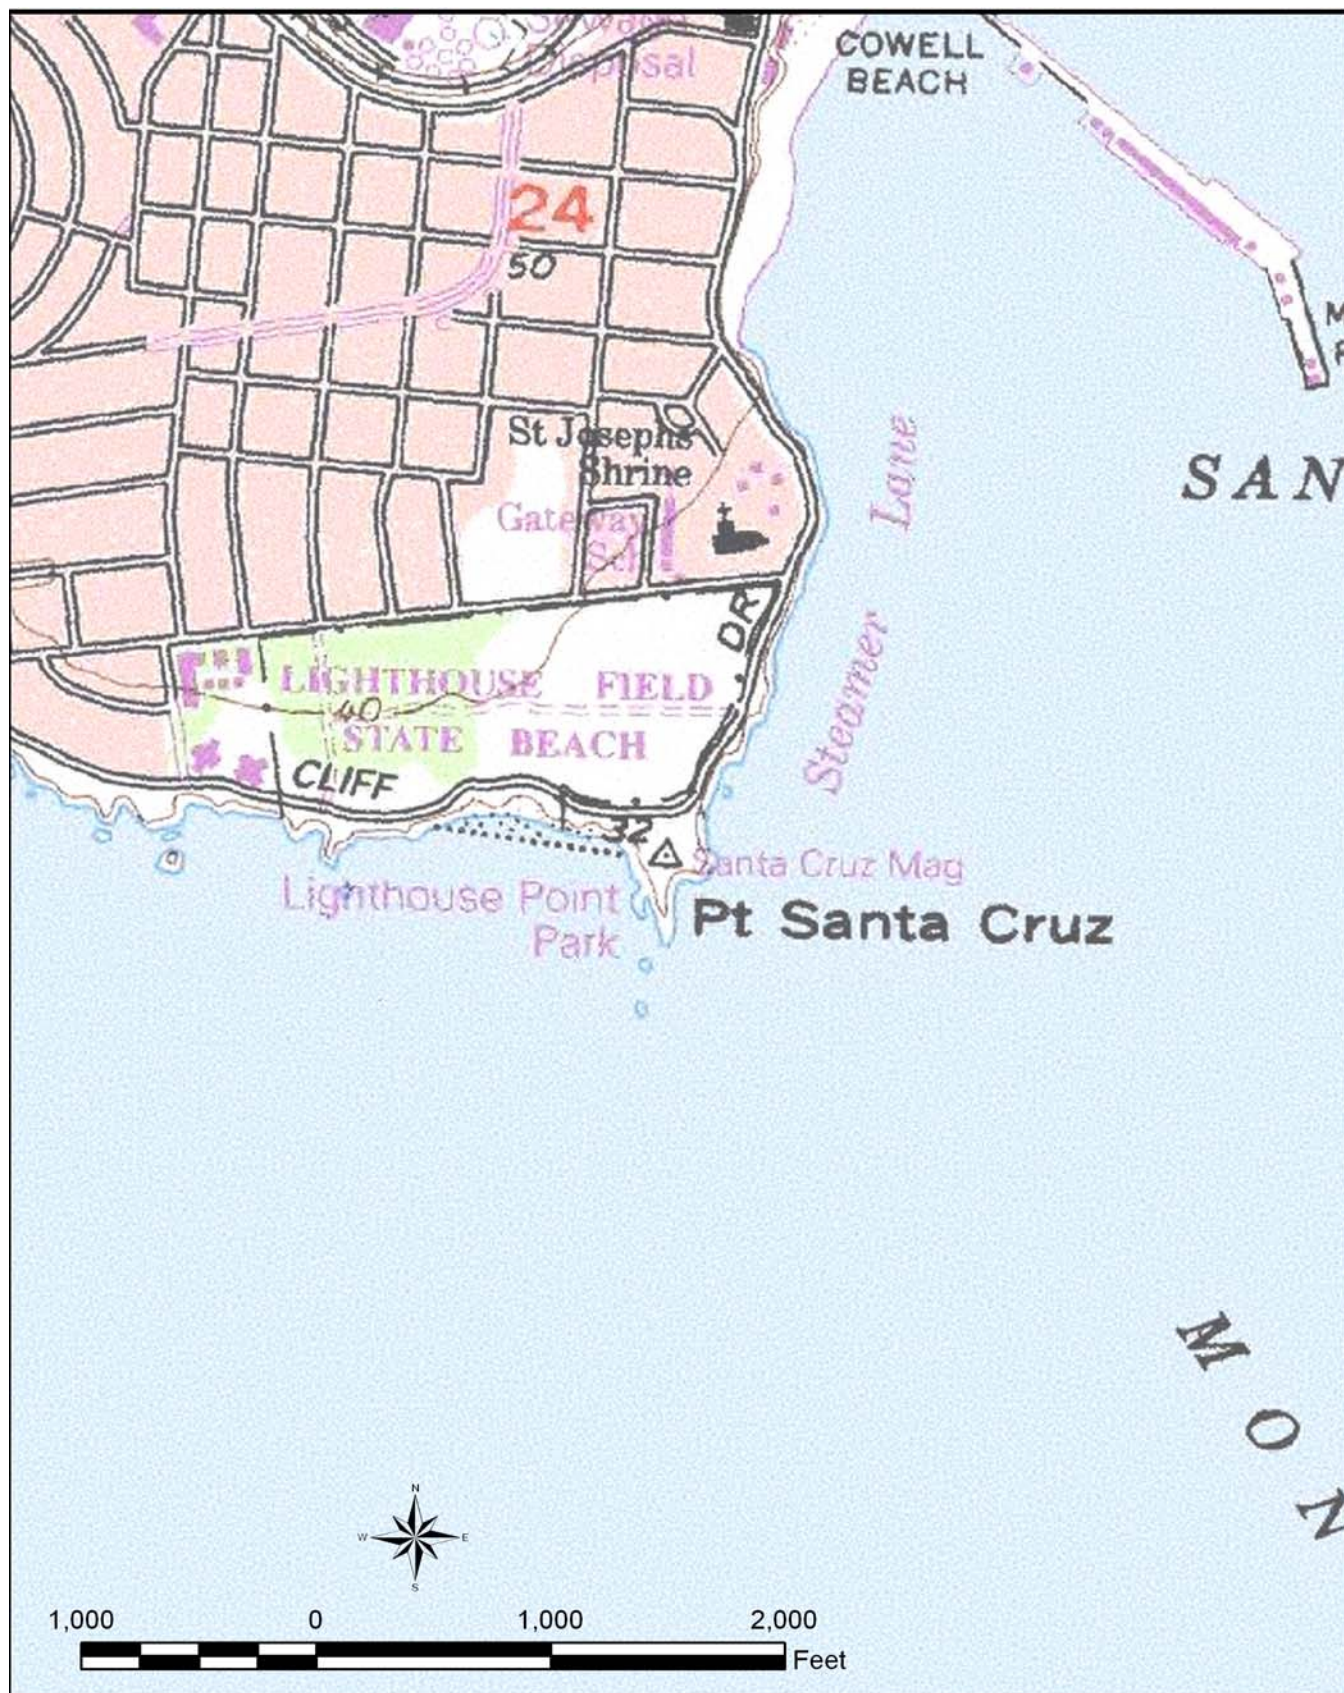 Disposal
COWELL
BEACH
24
50
SAN
St Josephs
Shrine
Gateway
Sch
Steamer Lane
DR
LIGHTHOUSE FIELD
40
STATE BEACH
CLIFF
32
Santa Cruz Mag
Lighthouse Point
Park
Pt Santa Cruz
M
O
N
N
W E
S
1,000 0 1,000 2,000
Feet